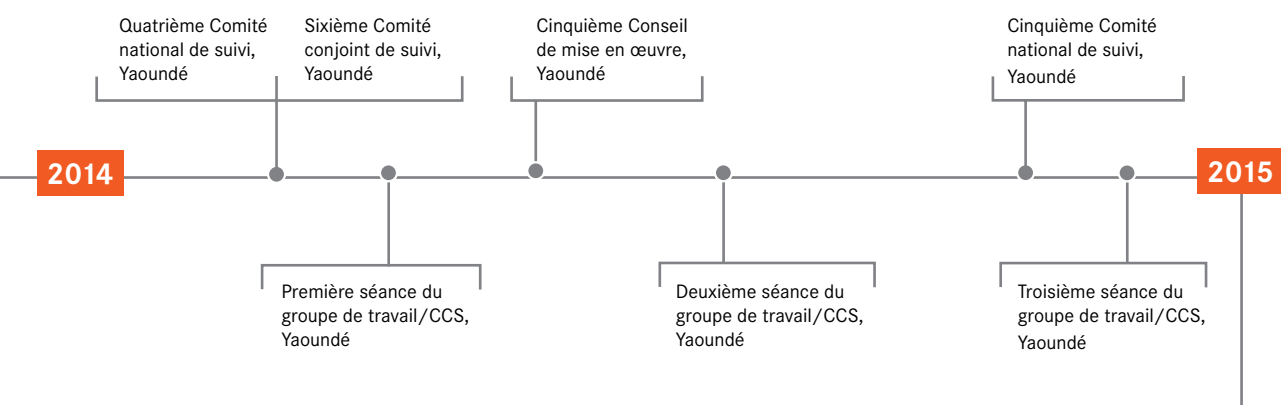 Quatrième Comité
national de suivi,
Yaoundé
Sixième Comité
conjoint de suivi,
Yaoundé
Cinquième Conseil
de mise en œuvre,
Yaoundé
Cinquième Comité
national de suivi,
Yaoundé
2014
2015
Première séance du
groupe de travail/CCS,
Yaoundé
Deuxième séance du
groupe de travail/CCS,
Yaoundé
Troisième séance du
groupe de travail/CCS,
Yaoundé